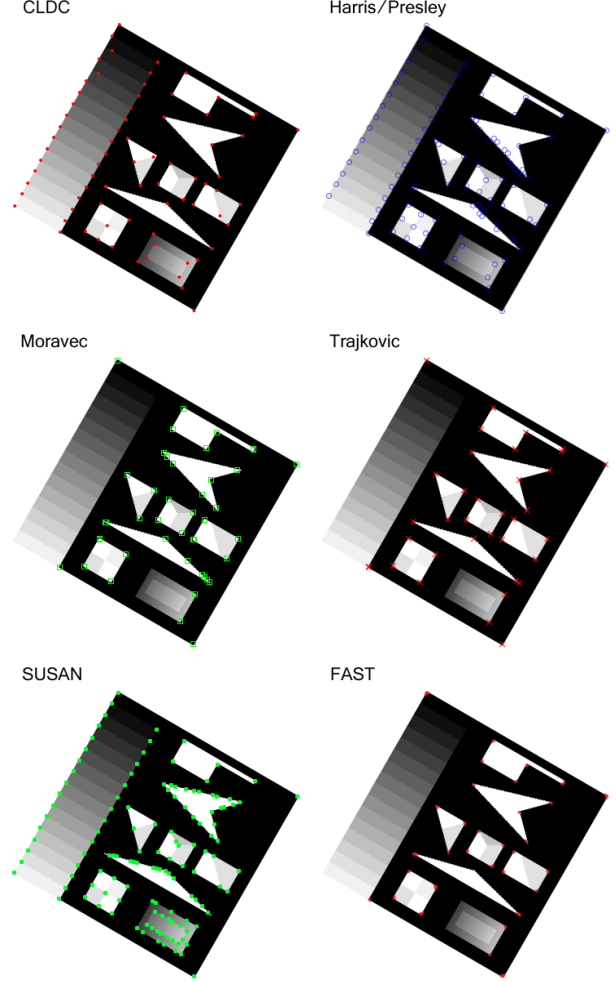 CLDC
Harris/Presley
Moravec
Trajkovic
SUSAN
FAST